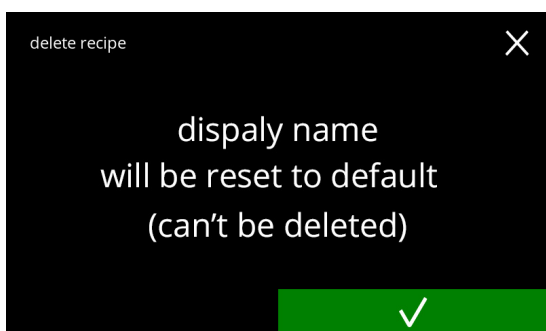 delete recipe
dispaly name
will be reset to default
(can't be deleted)